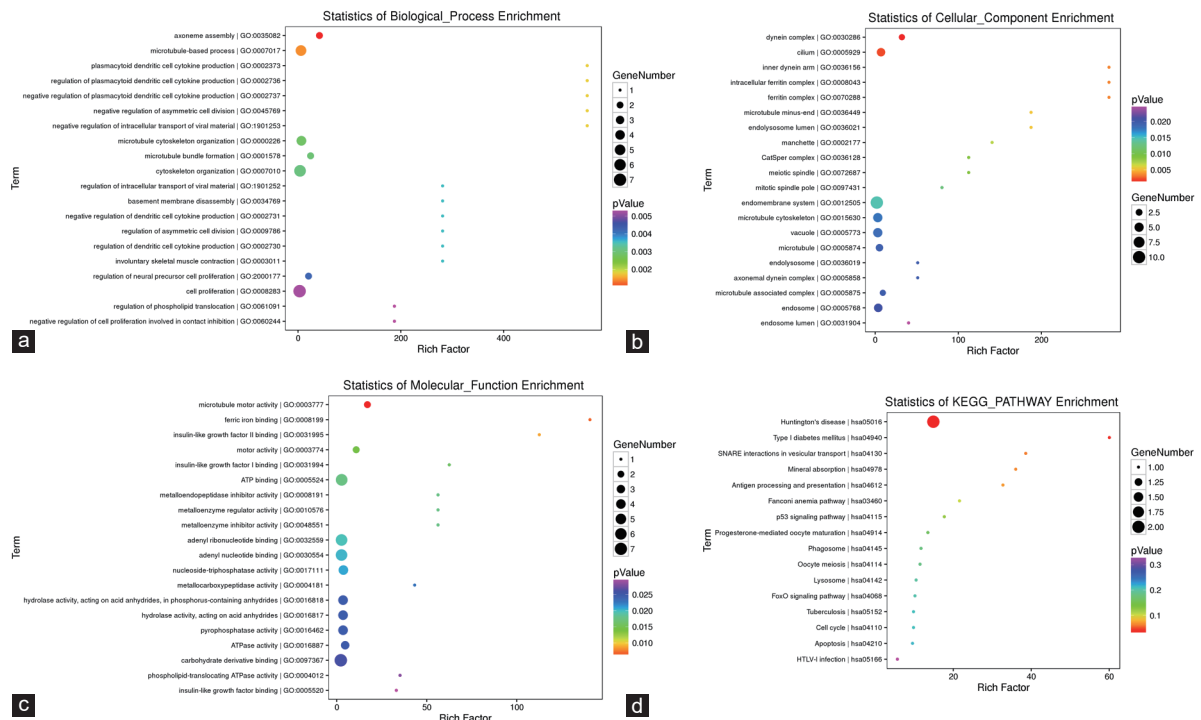 Statistics of Biological_Process Enrichment
Term
axoneme assembly | GO:0035082
microtubule-based process | GO:0007017
plasmacytoid dendritic cell cytokine production | GO:0002373
regulation of plasmacytoid dendritic cell cytokine production | GO:0002736
negative regulation of plasmacytoid dendritic cell cytokine production | GO:0002737
negative regulation of asymmetric cell division | GO:0045769
negative regulation of intracellular transport of viral material | GO:1901253
microtubule cytoskeleton organization | GO:0000226
microtubule bundle formation | GO:0001578
cytoskeleton organization | GO:0007010
regulation of intracellular transport of viral material | GO:1901252
basement membrane disassembly | GO:0034769
negative regulation of dendritic cell cytokine production | GO:0002731
regulation of asymmetric cell division | GO:0009786
regulation of dendritic cell cytokine production | GO:0002730
involuntary skeletal muscle contraction | GO:0003011
regulation of neural precursor cell proliferation | GO:2000177
cell proliferation | GO:0008283
regulation of phospholipid translocation | GO:0061091
negative regulation of cell proliferation involved in contact inhibition | GO:0060244
0 200 400
Rich Factor
GeneNumber
1
2
3
4
5
6
7
pValue
0.005
0.004
0.003
0.002
a
Statistics of Cellular_Component Enrichment
Term
dynein complex | GO:0030286
cilium | GO:0005929
inner dynein arm | GO:0036156
intracellular ferritin complex | GO:0008043
ferritin complex | GO:0070288
microtubule minus-end | GO:0036449
endolysosome lumen | GO:0036021
manchette | GO:0002177
CatSper complex | GO:0036128
meiotic spindle | GO:0072687
mitotic spindle pole | GO:0097431
endomembrane system | GO:0012505
microtubule cytoskeleton | GO:0015630
vacuole | GO:0005773
microtubule | GO:0005874
endolysosome | GO:0036019
axonemal dynein complex | GO:0005858
microtubule associated complex | GO:0005875
endosome | GO:0005768
endosome lumen | GO:0031904
0 100 200
Rich Factor
pValue
0.020
0.015
0.010
0.005
GeneNumber
2.5
5.0
7.5
10.0
b
Statistics of Molecular_Function Enrichment
Term
microtubule motor activity | GO:0003777
ferric iron binding | GO:0008199
insulin-like growth factor II binding | GO:0031995
motor activity | GO:0003774
insulin-like growth factor I binding | GO:0031994
ATP binding | GO:0005524
metalloendopeptidase inhibitor activity | GO:0008191
metalloenzyme regulator activity | GO:0010576
metalloenzyme inhibitor activity | GO:0048551
adenyl ribonucleotide binding | GO:0032559
adenyl nucleotide binding | GO:0030554
nucleoside-triphosphatase activity | GO:0017111
metallocarboxypeptidase activity | GO:0004181
hydrolase activity, acting on acid anhydrides, in phosphorus-containing anhydrides | GO:0016818
hydrolase activity, acting on acid anhydrides | GO:0016817
pyrophosphatase activity | GO:0016462
ATPase activity | GO:0016887
carbohydrate derivative binding | GO:0097367
phospholipid-translocating ATPase activity | GO:0004012
insulin-like growth factor binding | GO:0005520
0 50 100
Rich Factor
GeneNumber
1
2
3
4
5
6
7
pValue
0.025
0.020
0.015
0.010
c
Statistics of KEGG_PATHWAY Enrichment
Term
Huntington's disease | hsa05016
Type I diabetes mellitus | hsa04940
SNARE interactions in vesicular transport | hsa04130
Mineral absorption | hsa04978
Antigen processing and presentation | hsa04612
Fanconi anemia pathway | hsa03460
p53 signaling pathway | hsa04115
Progesterone-mediated oocyte maturation | hsa04914
Phagosome | hsa04145
Oocyte meiosis | hsa04114
Lysosome | hsa04142
FoxO signaling pathway | hsa04068
Tuberculosis | hsa05152
Cell cycle | hsa04110
Apoptosis | hsa04210
HTLV-I infection | hsa05166
20 40 60
Rich Factor
GeneNumber
1.00
1.25
1.50
1.75
2.00
pValue
0.3
0.2
0.1
d